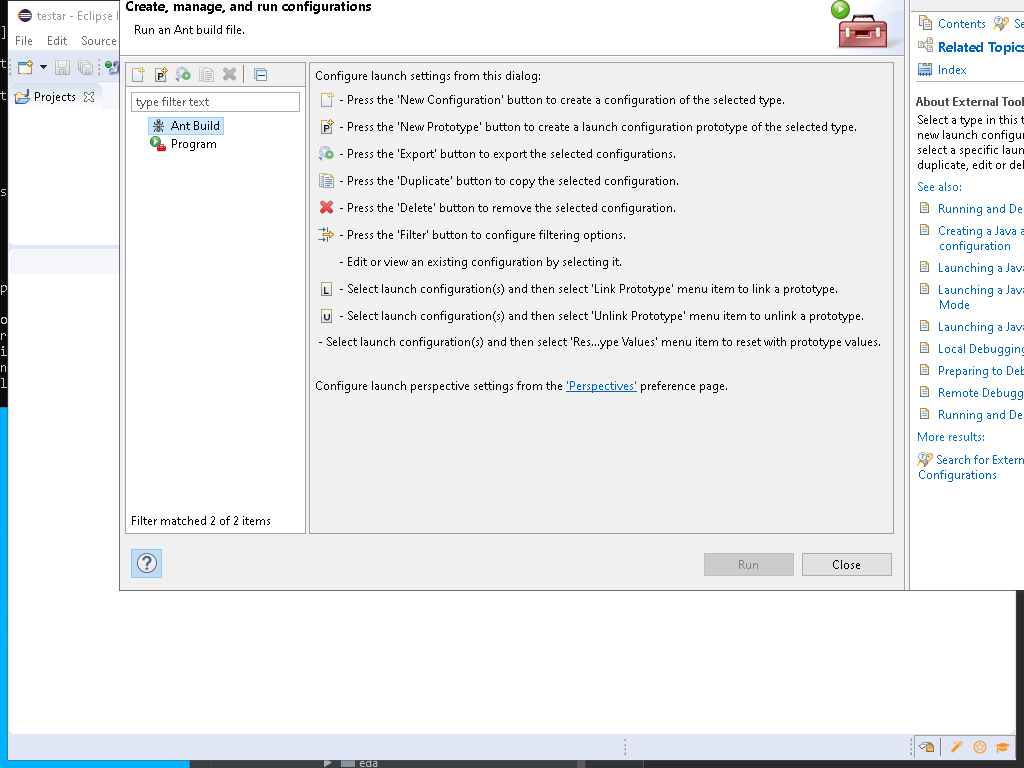 Create, manage, and run configurations
Run an Ant build file.
testar - Eclipse
File Edit Source
Projects
type filter text
Ant Build
Program
Filter matched 2 of 2 items
Configure launch settings from this dialog:
- Press the 'New Configuration' button to create a configuration of the selected type.
- Press the 'New Prototype' button to create a launch configuration prototype of the selected type.
- Press the 'Export' button to export the selected configurations.
- Press the 'Duplicate' button to copy the selected configuration.
- Press the 'Delete' button to remove the selected configuration.
- Press the 'Filter' button to configure filtering options.
- Edit or view an existing configuration by selecting it.
L - Select launch configuration(s) and then select 'Link Prototype' menu item to link a prototype.
U - Select launch configuration(s) and then select 'Unlink Prototype' menu item to unlink a prototype.
- Select launch configuration(s) and then select 'Res...ype Values' menu item to reset with prototype values.
Configure launch perspective settings from the 'Perspectives' preference page.
Run Close
Contents Se
Related Topics
Index
About External Tool
Select a type in this t
new launch configur
select a specific laun
duplicate, edit or del
See also:
Running and De
Creating a Java a
configuration
Launching a Java
Launching a Java
Mode
Launching a Java
Local Debugging
Preparing to Deb
Remote Debugg
Running and De
More results:
Search for Extern
Configurations
eda